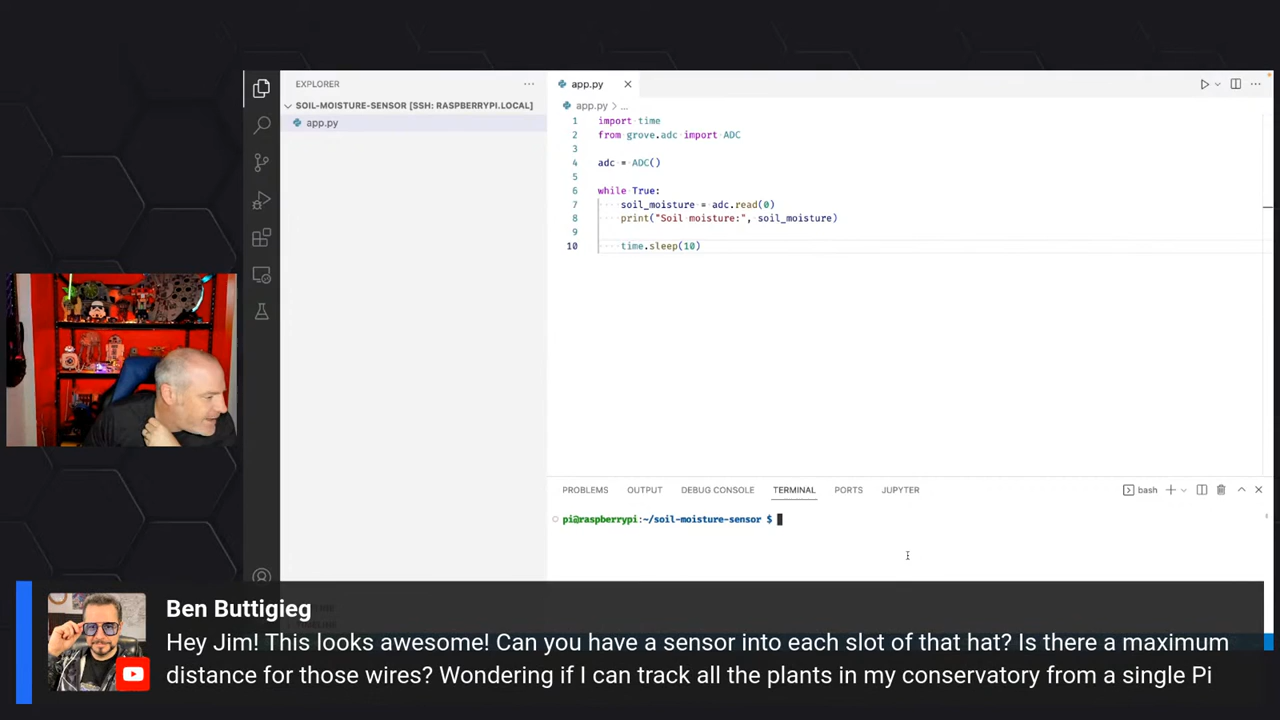 EXPLORER
SOIL-MOISTURE-SENSOR [SSH: RASPBERRYPI.LOCAL]
app.py
app.py
app.py > ...
1 import time
2 from grove.adc import ADC
3
4 adc = ADC()
5
6 while True:
7 soil_moisture = adc.read(0)
8 print("Soil moisture:", soil_moisture)
9
10 time.sleep(10)
PROBLEMS OUTPUT DEBUG CONSOLE TERMINAL PORTS JUPYTER
bash
pi@raspberrypi:~/soil-moisture-sensor $
Ben Buttigieg
Hey Jim! This looks awesome! Can you have a sensor into each slot of that hat? Is there a maximum
distance for those wires? Wondering if I can track all the plants in my conservatory from a single Pi